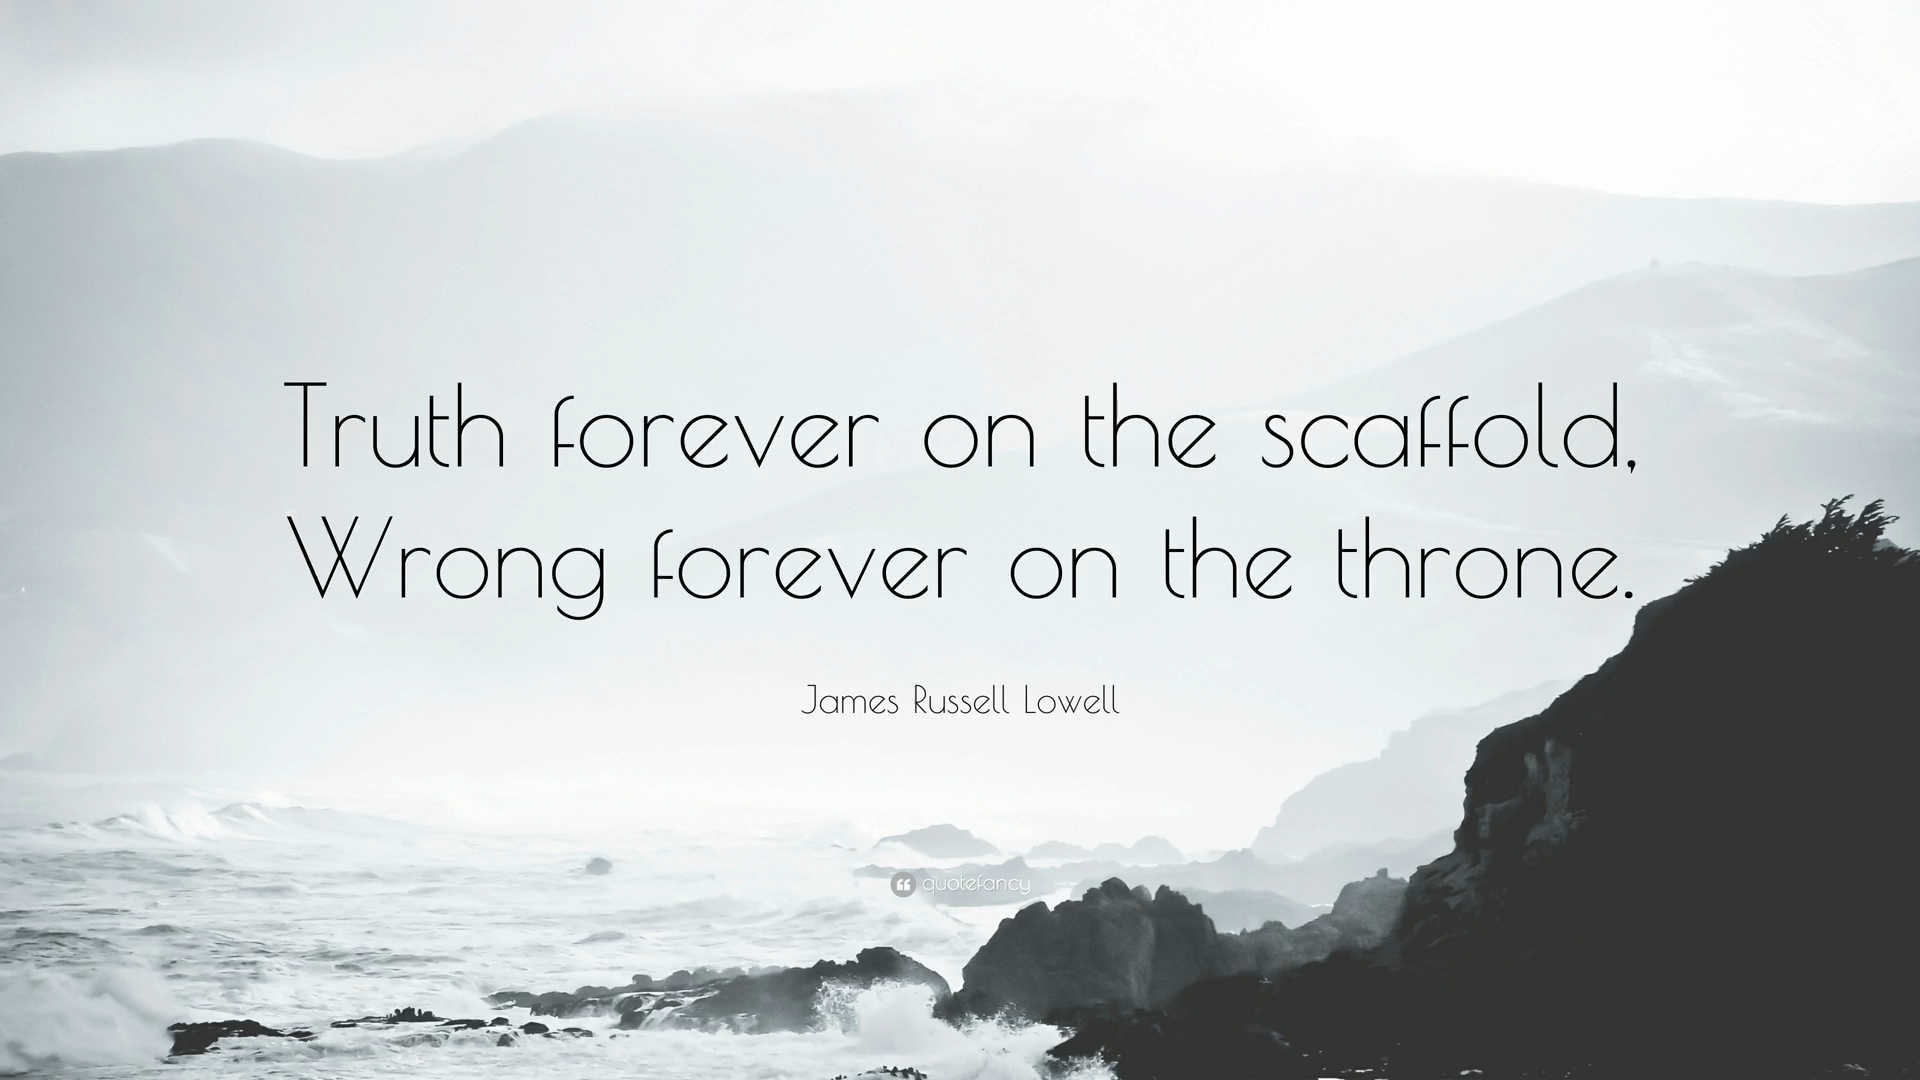 Truth forever on the scaffold,
Wrong forever on the throne.
James Russell Lowell
quotefancy